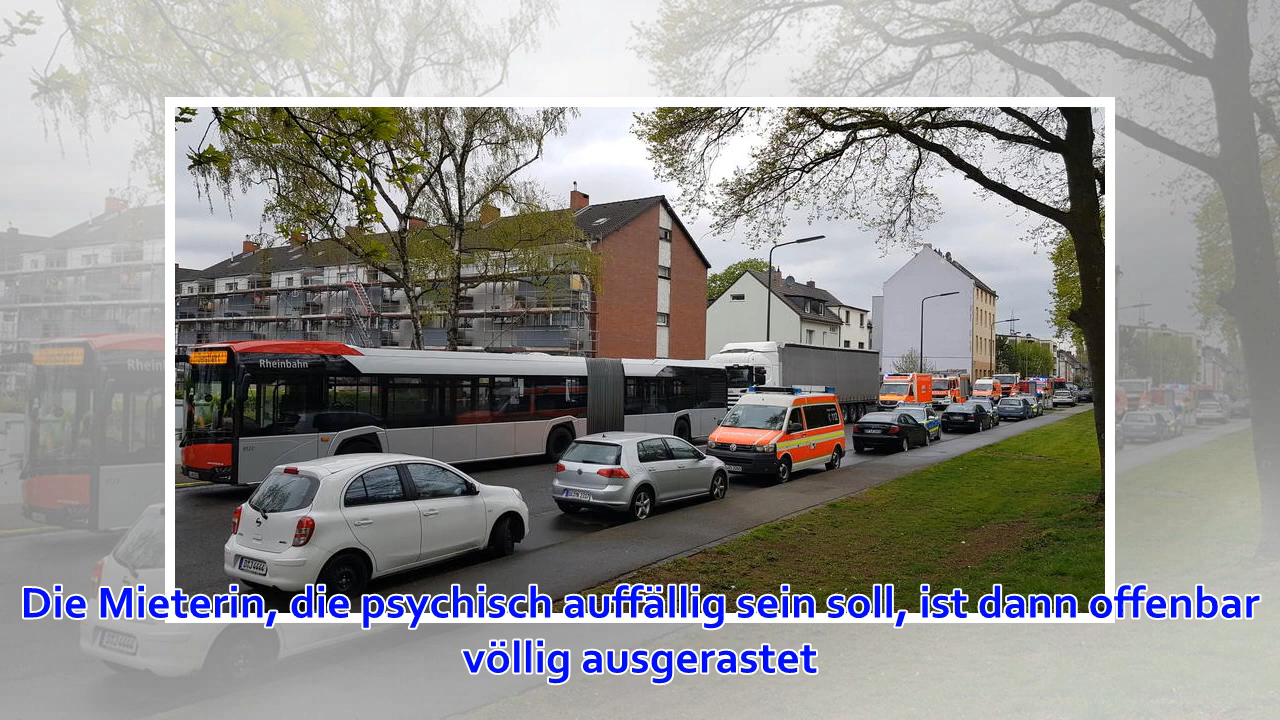 Rheinbahn
Die Mieterin, die psychisch auffällig sein soll, ist dann offenbar
völlig ausgerastet